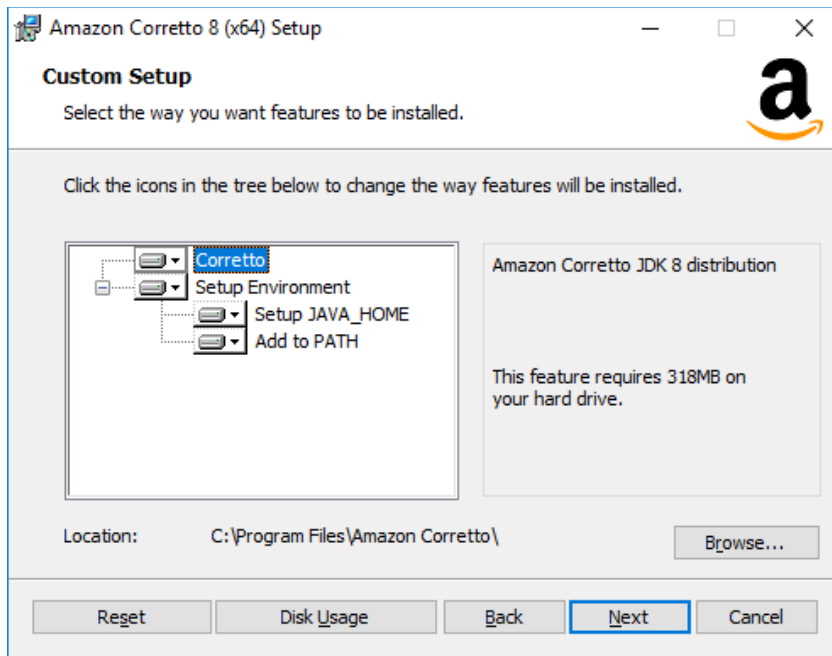 Amazon Corretto 8 (x64) Setup
Custom Setup
Select the way you want features to be installed.
a
Click the icons in the tree below to change the way features will be installed.
Corretto
Setup Environment
Setup JAVA_HOME
Add to PATH
Amazon Corretto JDK 8 distribution
This feature requires 318MB on
your hard drive.
Location: C:\Program Files\Amazon Corretto\ Browse...
Reset Disk Usage Back Next Cancel